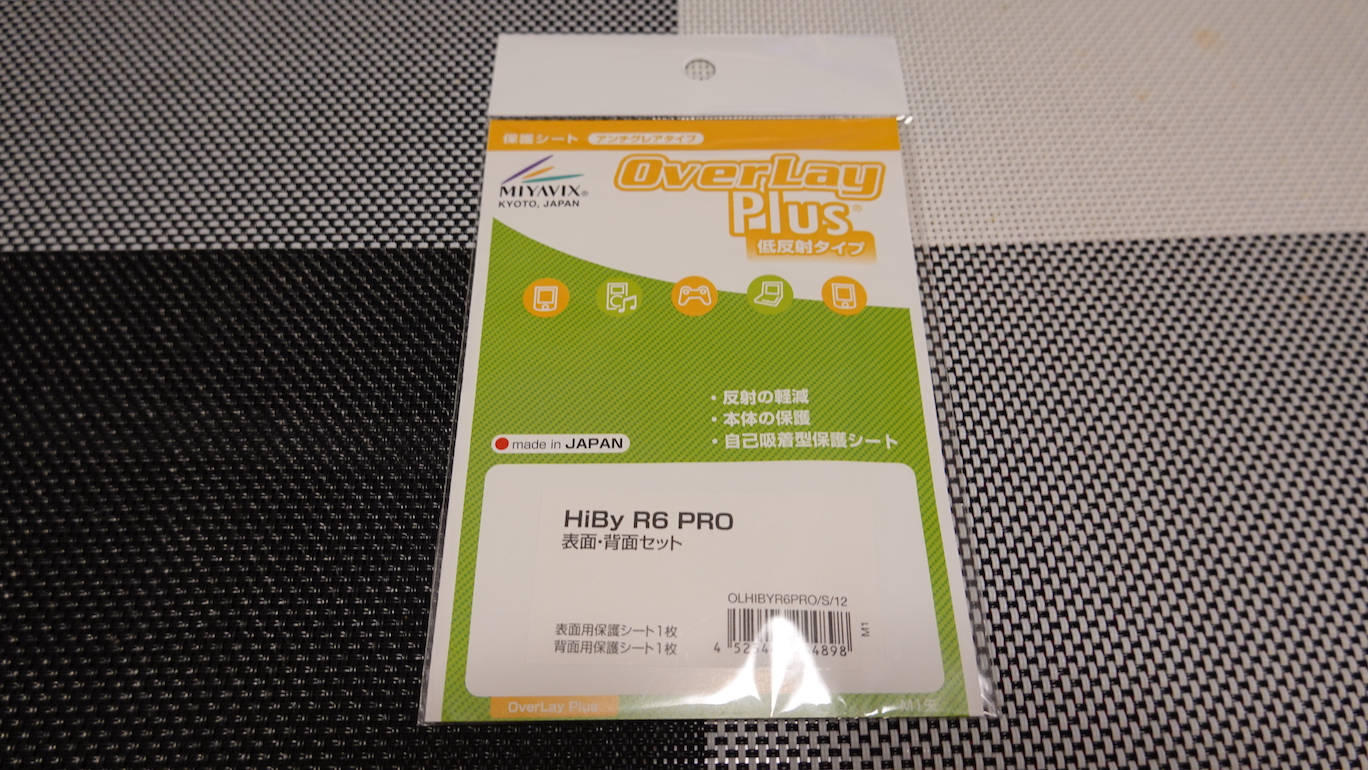 保護シート アンチグレアタイプ
MIYAVIX®
KYOTO, JAPAN
OverLay
Plus®
低反射タイプ
・反射の軽減
・本体の保護
・自己吸着型保護シート
made in JAPAN
HiBy R6 PRO
表面・背面セット
OLHIBYR6PRO/S/12
表面用保護シート1枚
背面用保護シート1枚
M1
OverLay Plus